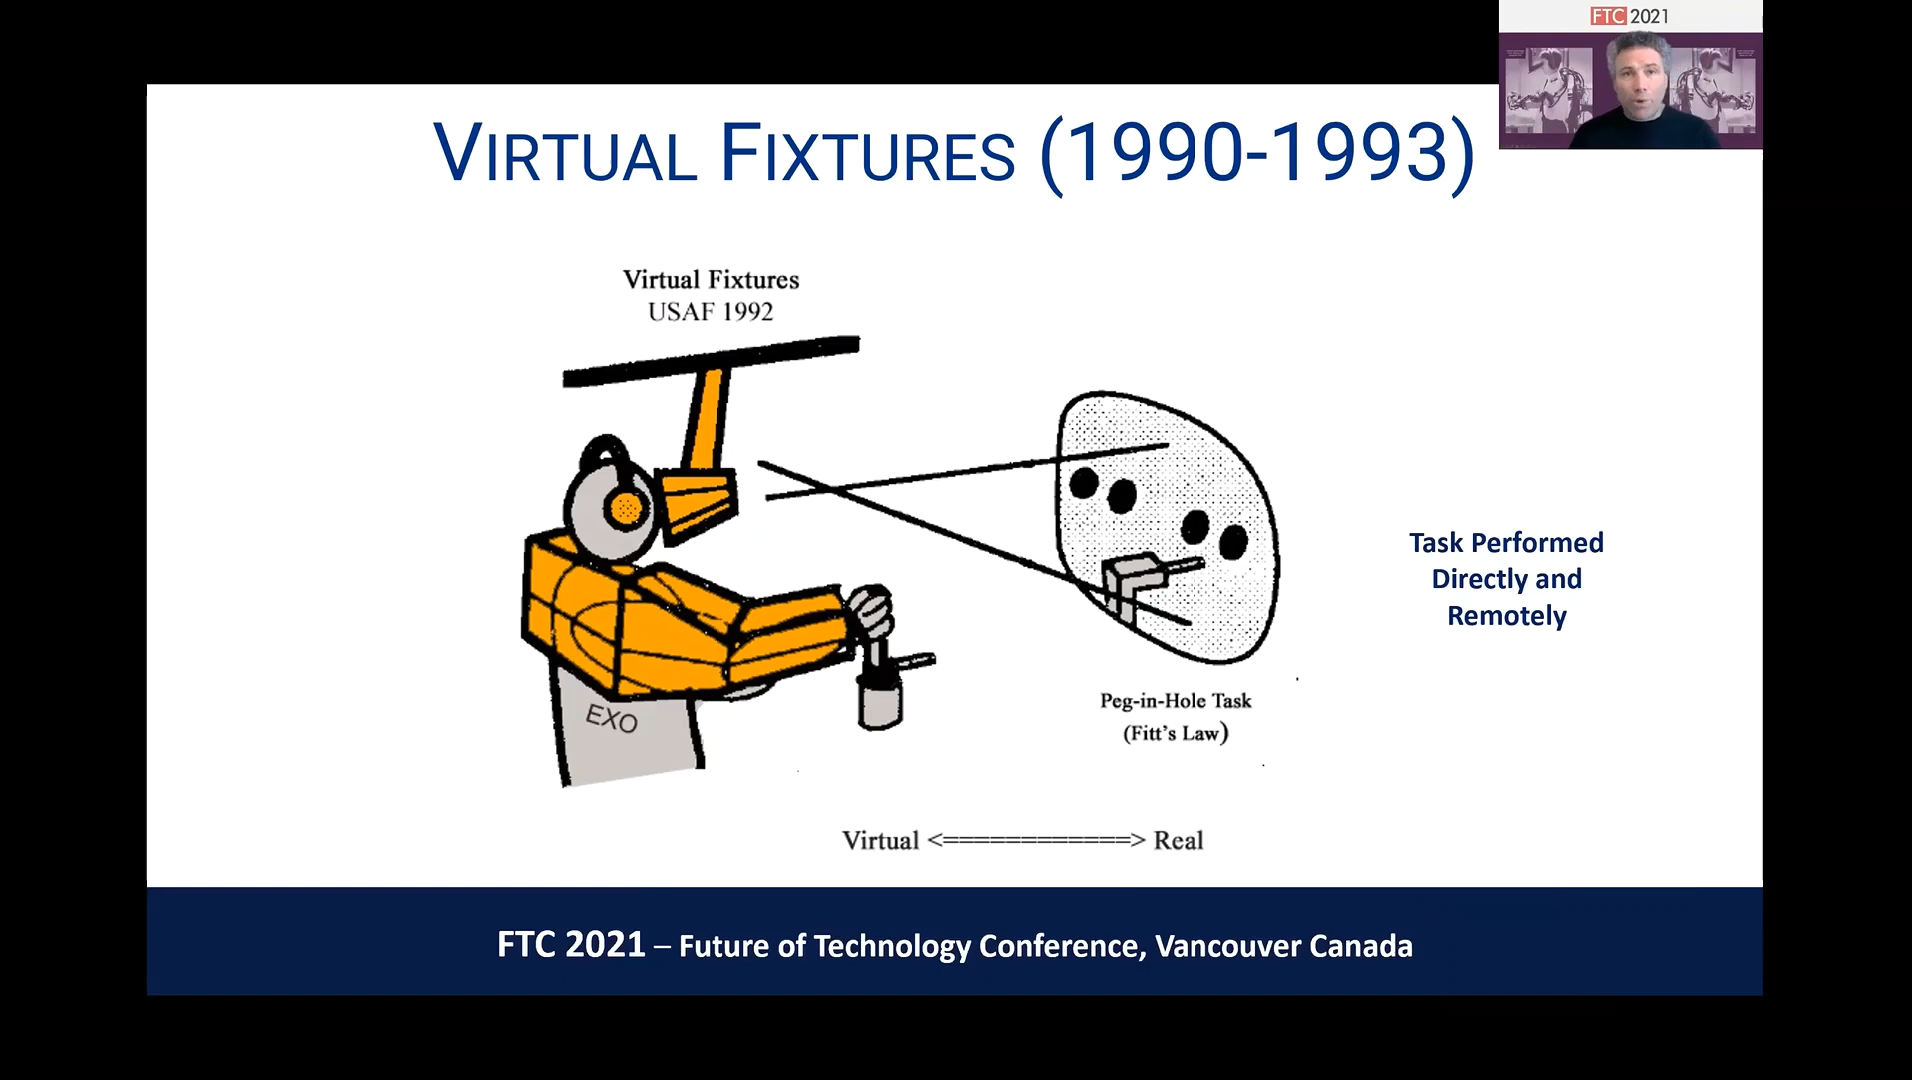 FTC 2021
VIRTUAL FIXTURES (1990-1993)
Virtual Fixtures
USAF 1992
EXO
Task Performed
Directly and
Remotely
Peg-in-Hole Task
(Fitt's Law)
Virtual <============> Real
FTC 2021 – Future of Technology Conference, Vancouver Canada